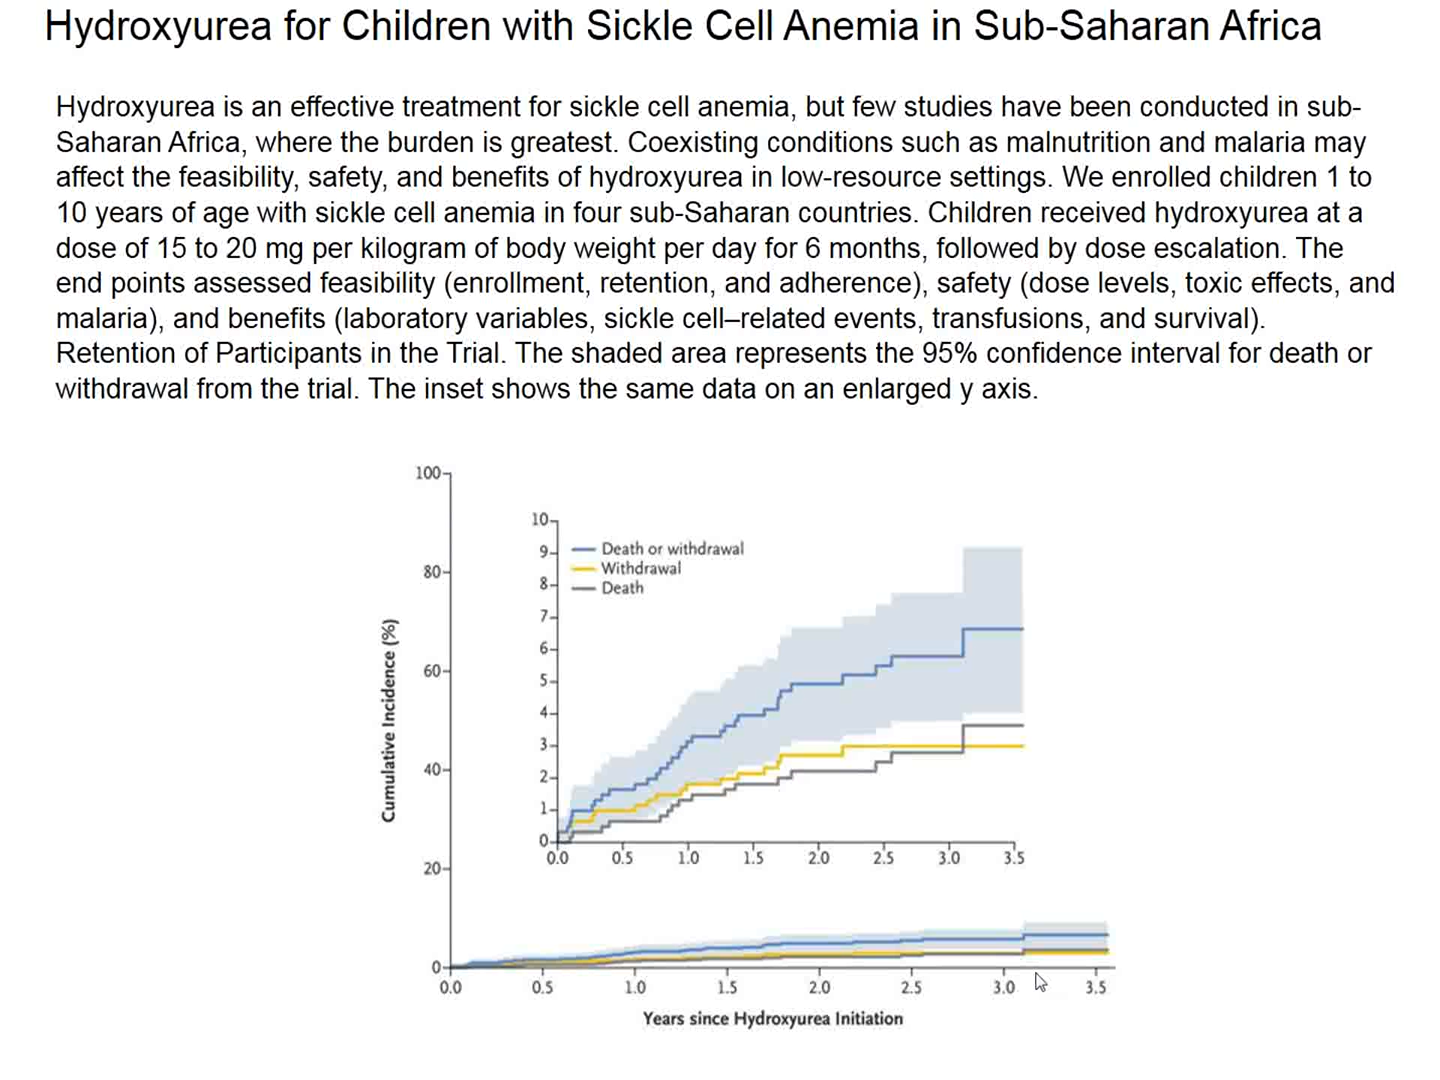 Hydroxyurea for Children with Sickle Cell Anemia in Sub-Saharan Africa
Hydroxyurea is an effective treatment for sickle cell anemia, but few studies have been conducted in sub-
Saharan Africa, where the burden is greatest. Coexisting conditions such as malnutrition and malaria may
affect the feasibility, safety, and benefits of hydroxyurea in low-resource settings. We enrolled children 1 to
10 years of age with sickle cell anemia in four sub-Saharan countries. Children received hydroxyurea at a
dose of 15 to 20 mg per kilogram of body weight per day for 6 months, followed by dose escalation. The
end points assessed feasibility (enrollment, retention, and adherence), safety (dose levels, toxic effects, and
malaria), and benefits (laboratory variables, sickle cell–related events, transfusions, and survival).
Retention of Participants in the Trial. The shaded area represents the 95% confidence interval for death or
withdrawal from the trial. The inset shows the same data on an enlarged y axis.
Cumulative Incidence (%)
100
80
60
40
20
0
10
9
8
7
6
5
4
3
2
1
0
Death or withdrawal
Withdrawal
Death
0.0 0.5 1.0 1.5 2.0 2.5 3.0 3.5
0.0 0.5 1.0 1.5 2.0 2.5 3.0 3.5
Years since Hydroxyurea Initiation